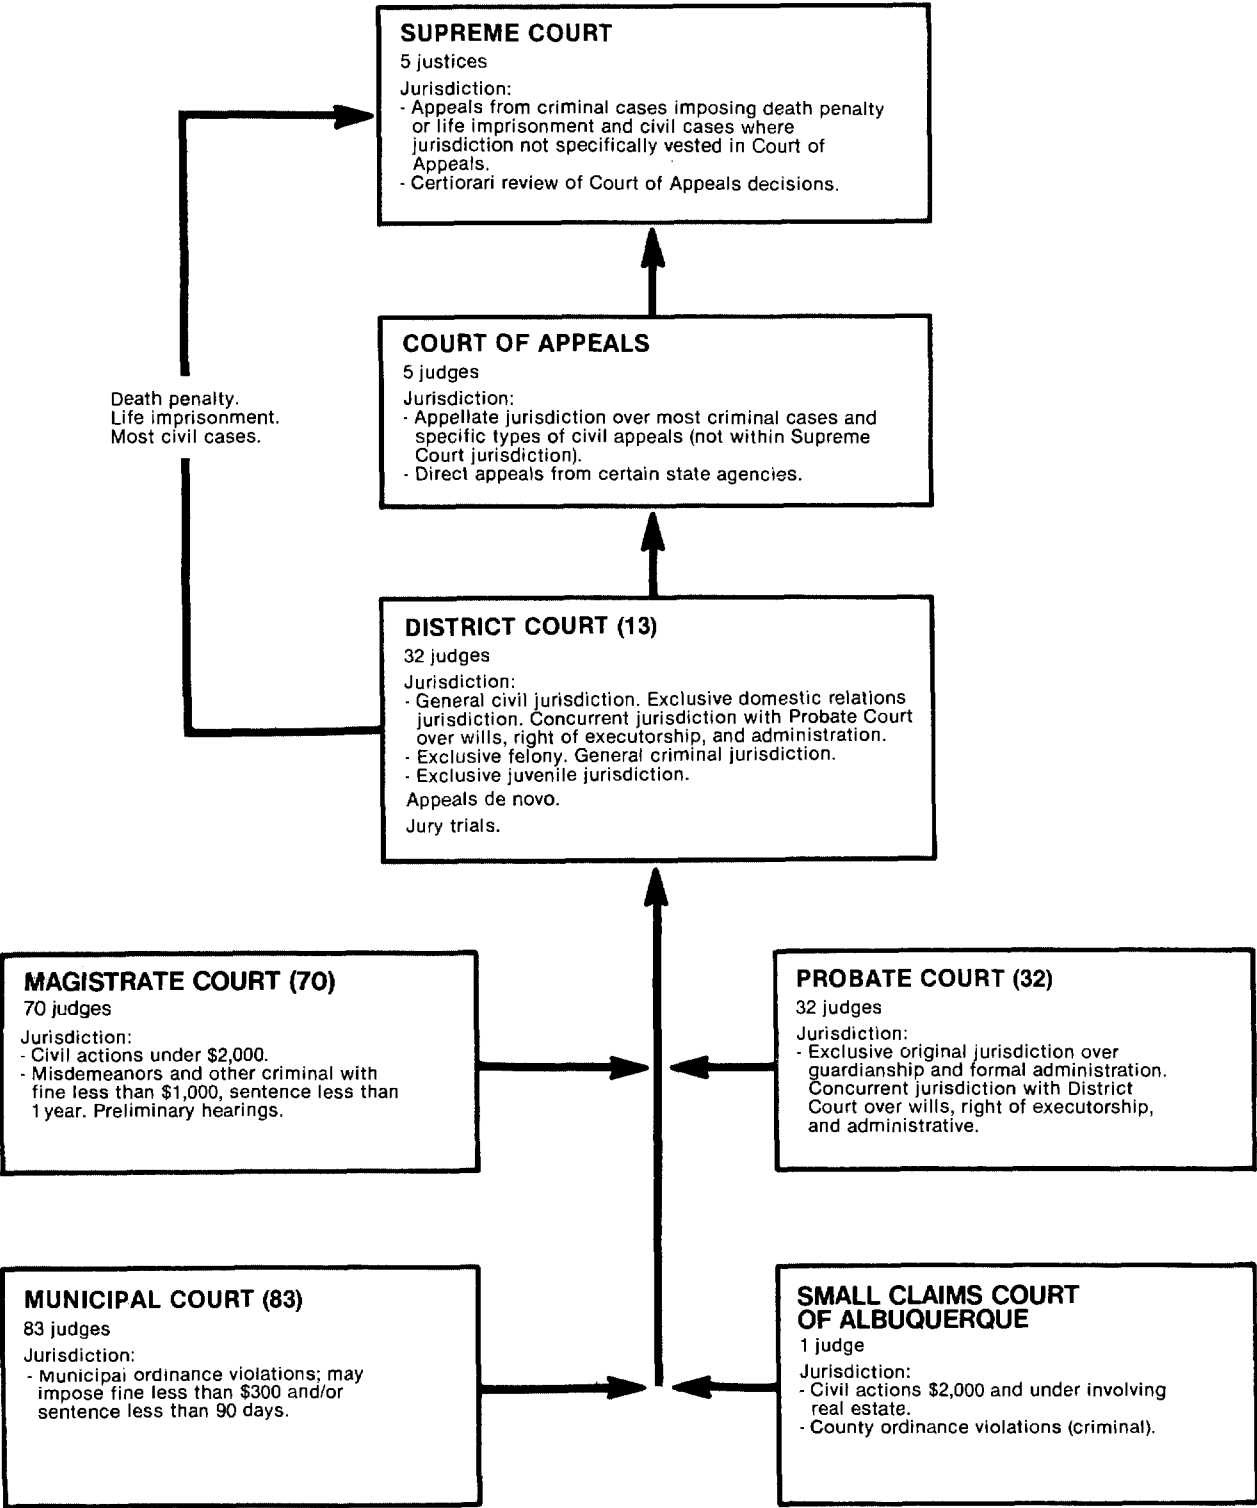 SUPREME COURT
5 justices
Jurisdiction:
- Appeals from criminal cases imposing death penalty
or life imprisonment and civil cases where
jurisdiction not specifically vested in Court of
Appeals.
- Certiorari review of Court of Appeals decisions.
COURT OF APPEALS
5 judges
Jurisdiction:
- Appellate jurisdiction over most criminal cases and
specific types of civil appeals (not within Supreme
Court jurisdiction).
- Direct appeals from certain state agencies.
Death penalty.
Life imprisonment.
Most civil cases.
DISTRICT COURT (13)
32 judges
Jurisdiction:
- General civil jurisdiction. Exclusive domestic relations
jurisdiction. Concurrent jurisdiction with Probate Court
over wills, right of executorship, and administration.
- Exclusive felony. General criminal jurisdiction.
- Exclusive juvenile jurisdiction.
Appeals de novo.
Jury trials.
MAGISTRATE COURT (70)
70 judges
Jurisdiction:
- Civil actions under $2,000.
- Misdemeanors and other criminal with
fine less than $1,000, sentence less than
1 year. Preliminary hearings.
PROBATE COURT (32)
32 judges
Jurisdiction:
- Exclusive original jurisdiction over
guardianship and formal administration.
Concurrent jurisdiction with District
Court over wills, right of executorship,
and administrative.
MUNICIPAL COURT (83)
83 judges
Jurisdiction:
- Municipal ordinance violations; may
impose fine less than $300 and/or
sentence less than 90 days.
SMALL CLAIMS COURT
OF ALBUQUERQUE
1 judge
Jurisdiction:
- Civil actions $2,000 and under involving
real estate.
- County ordinance violations (criminal).